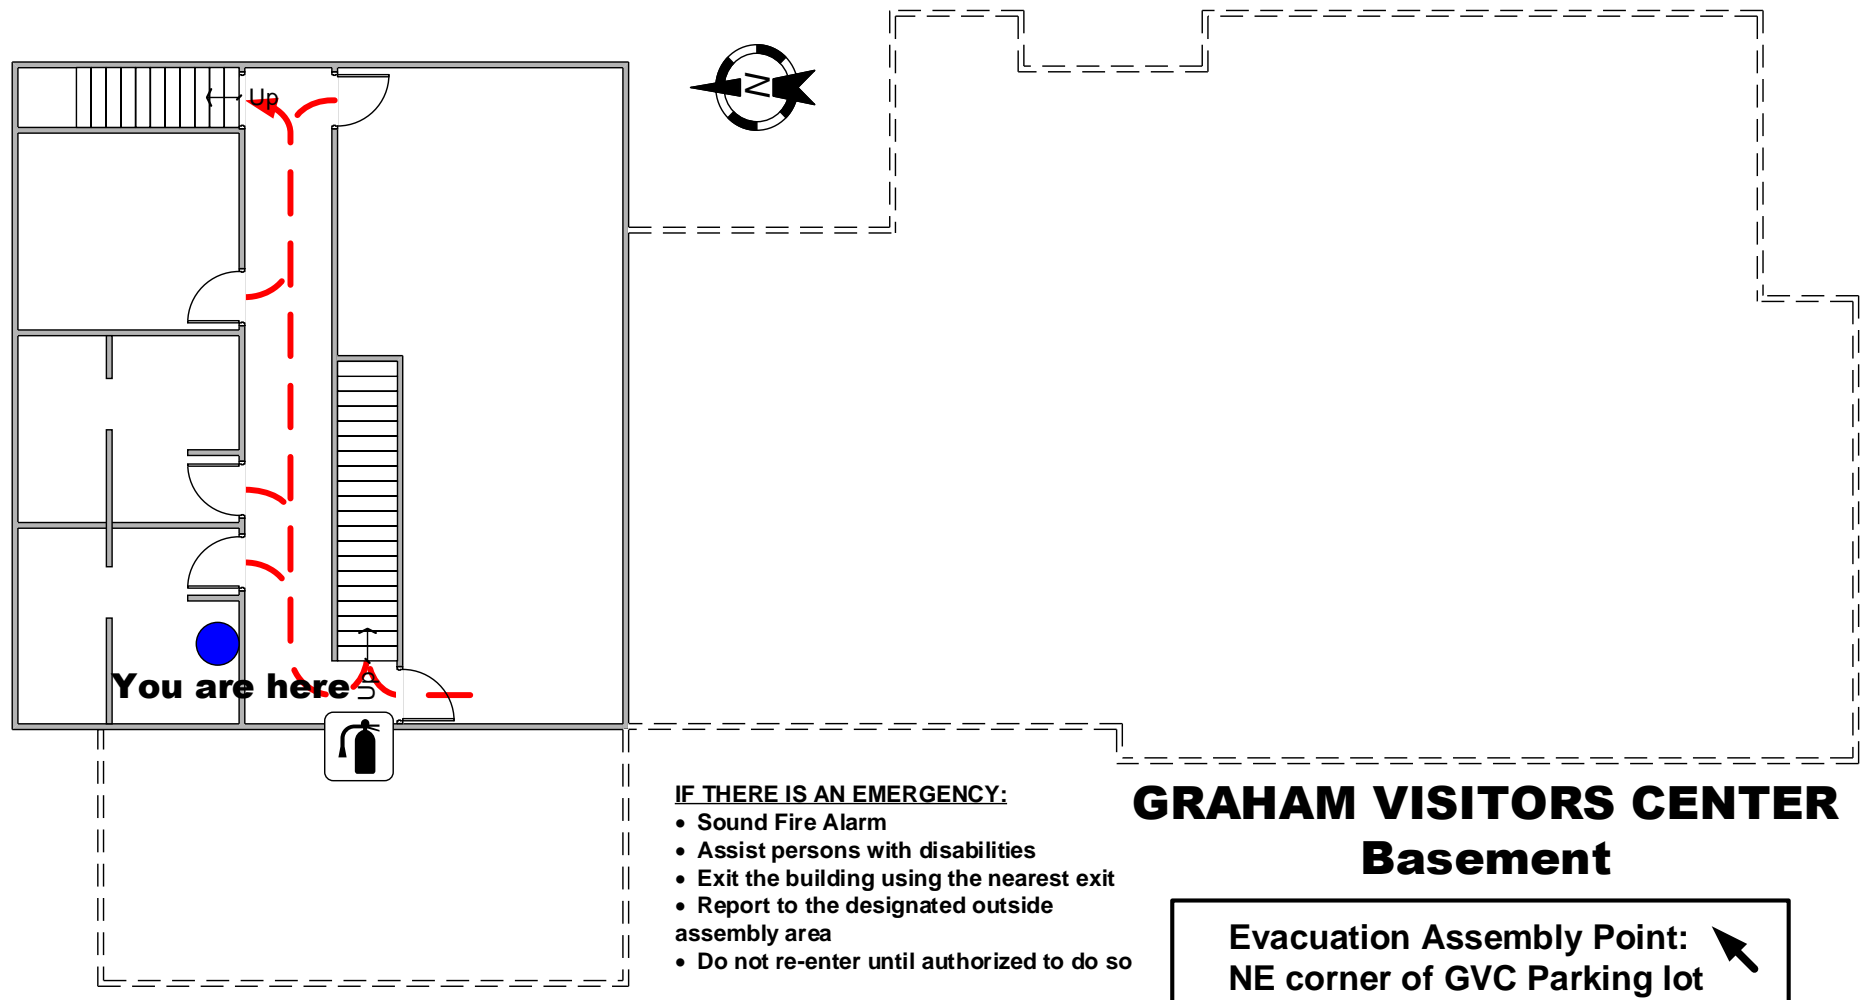 Up
N
You are here
Up
IF THERE IS AN EMERGENCY:
• Sound Fire Alarm
• Assist persons with disabilities
• Exit the building using the nearest exit
• Report to the designated outside
assembly area
• Do not re-enter until authorized to do so
GRAHAM VISITORS CENTER
Basement
Evacuation Assembly Point:
NE corner of GVC Parking lot